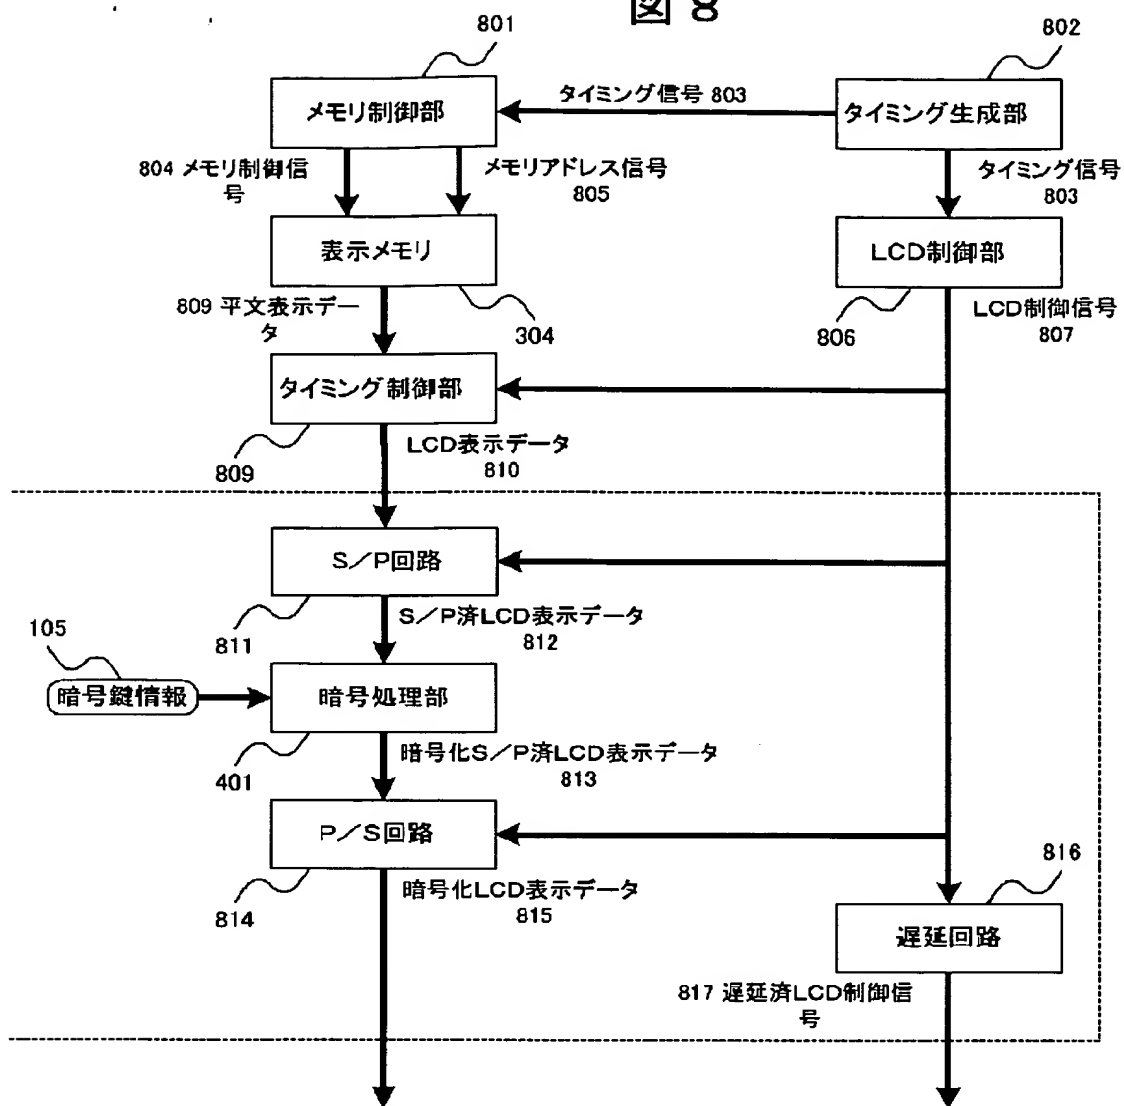 図 8
801
802
メモリ制御部
タイミング信号 803
タイミング生成部
804 メモリ制御信
号
メモリアドレス信号
805
タイミング信号
803
表示メモリ
LCD制御部
809 平文表示デー
タ
304
806
LCD制御信号
807
タイミング制御部
809
LCD表示データ
810
S/P回路
811
S/P済LCD表示データ
812
105
暗号鍵情報
暗号処理部
401
暗号化S/P済LCD表示データ
813
P/S回路
814
暗号化LCD表示データ
815
816
遅延回路
817 遅延済LCD制御信
号